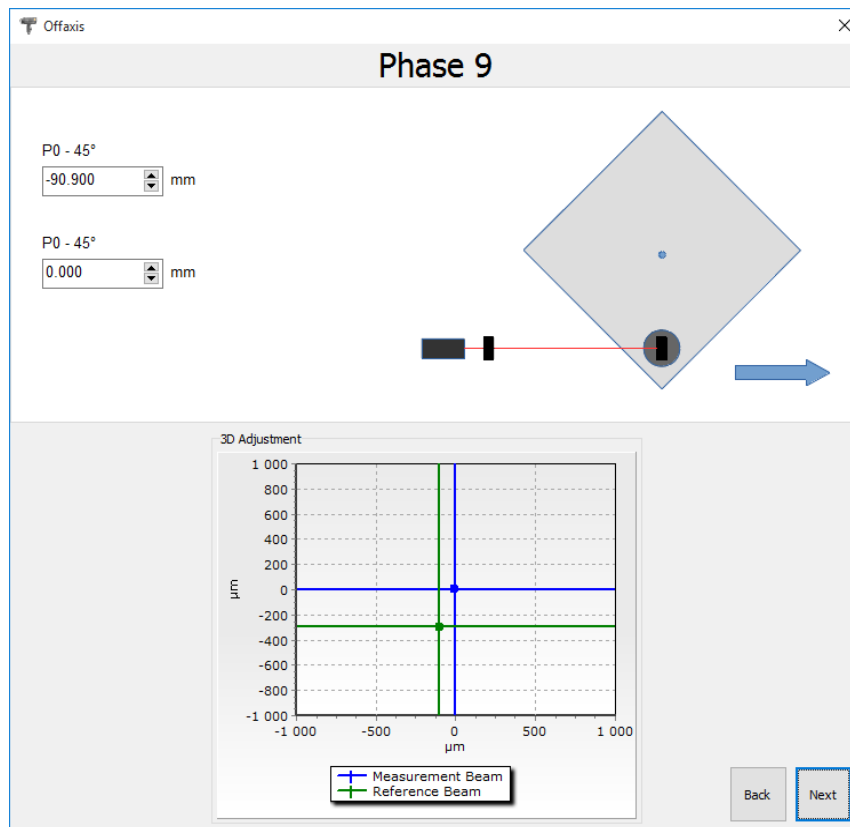 Offaxis
Phase 9
P0 - 45°
-90.900 mm
P0 - 45°
0.000 mm
3D Adjustment
1 000
800
600
400
200
0
-200
-400
-600
-800
-1 000
µm
-1 000 -500 0 500 1 000
µm
Measurement Beam
Reference Beam
Back Next